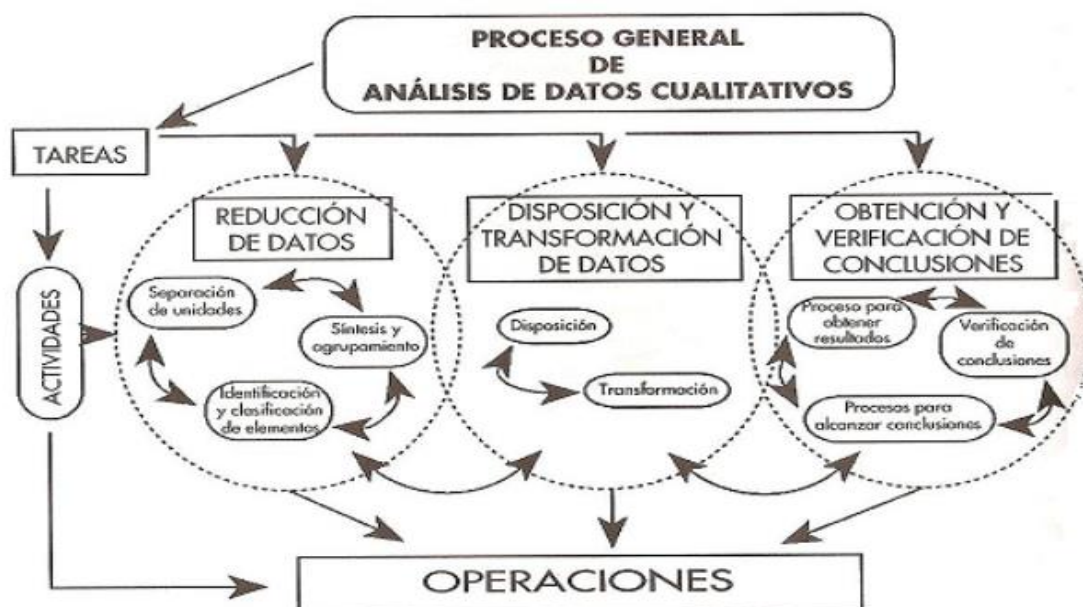 PROCESO GENERAL
DE
ANÁLISIS DE DATOS CUALITATIVOS
TAREAS
REDUCCIÓN
DE DATOS
DISPOSICIÓN Y
TRANSFORMACIÓN
DE DATOS
OBTENCIÓN Y
VERIFICACIÓN DE
CONCLUSIONES
ACTIVIDADES
Separación
de unidades
Síntesis y
agrupamiento
Identificación
y clasificación
de elementos
Disposición
Transformación
Proceso para
obtener
resultados
Verificación
de
conclusiones
Procesos para
alcanzar conclusiones
OPERACIONES